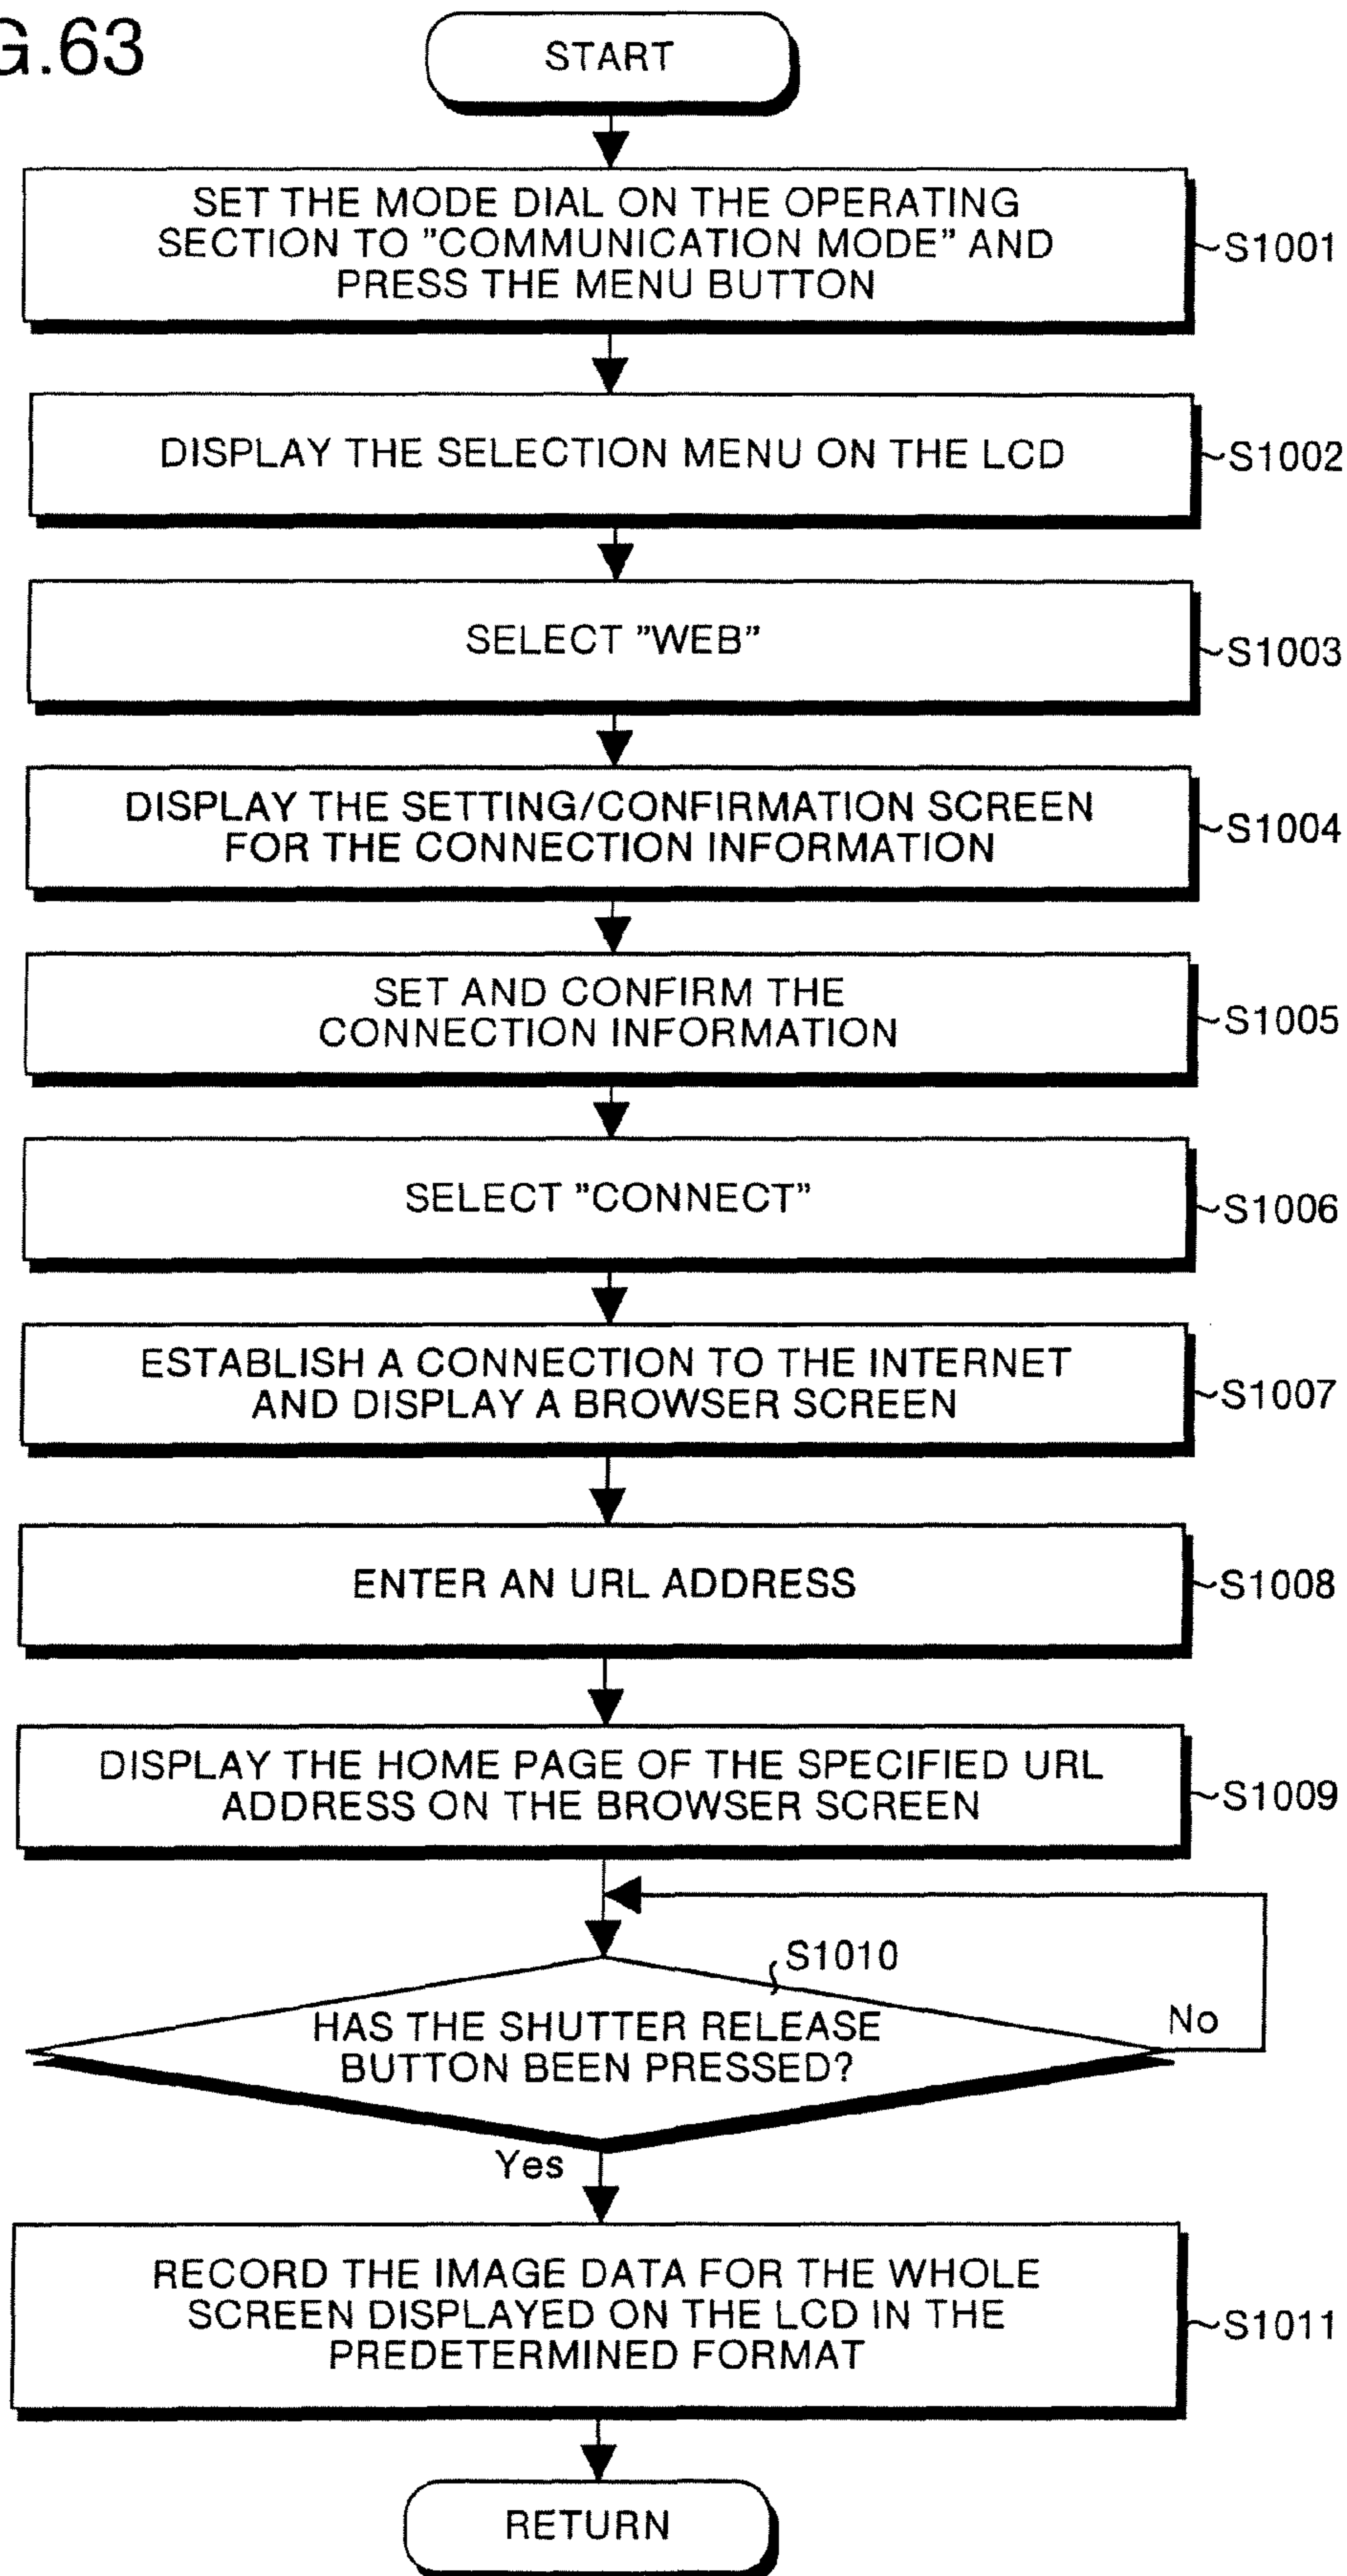 G.63
START
SET THE MODE DIAL ON THE OPERATING
SECTION TO "COMMUNICATION MODE" AND
PRESS THE MENU BUTTON
S1001
DISPLAY THE SELECTION MENU ON THE LCD
S1002
SELECT "WEB"
S1003
DISPLAY THE SETTING/CONFIRMATION SCREEN
FOR THE CONNECTION INFORMATION
S1004
SET AND CONFIRM THE
CONNECTION INFORMATION
S1005
SELECT "CONNECT"
S1006
ESTABLISH A CONNECTION TO THE INTERNET
AND DISPLAY A BROWSER SCREEN
S1007
ENTER AN URL ADDRESS
S1008
DISPLAY THE HOME PAGE OF THE SPECIFIED URL
ADDRESS ON THE BROWSER SCREEN
S1009
S1010
HAS THE SHUTTER RELEASE
BUTTON BEEN PRESSED?
No
Yes
RECORD THE IMAGE DATA FOR THE WHOLE
SCREEN DISPLAYED ON THE LCD IN THE
PREDETERMINED FORMAT
S1011
RETURN